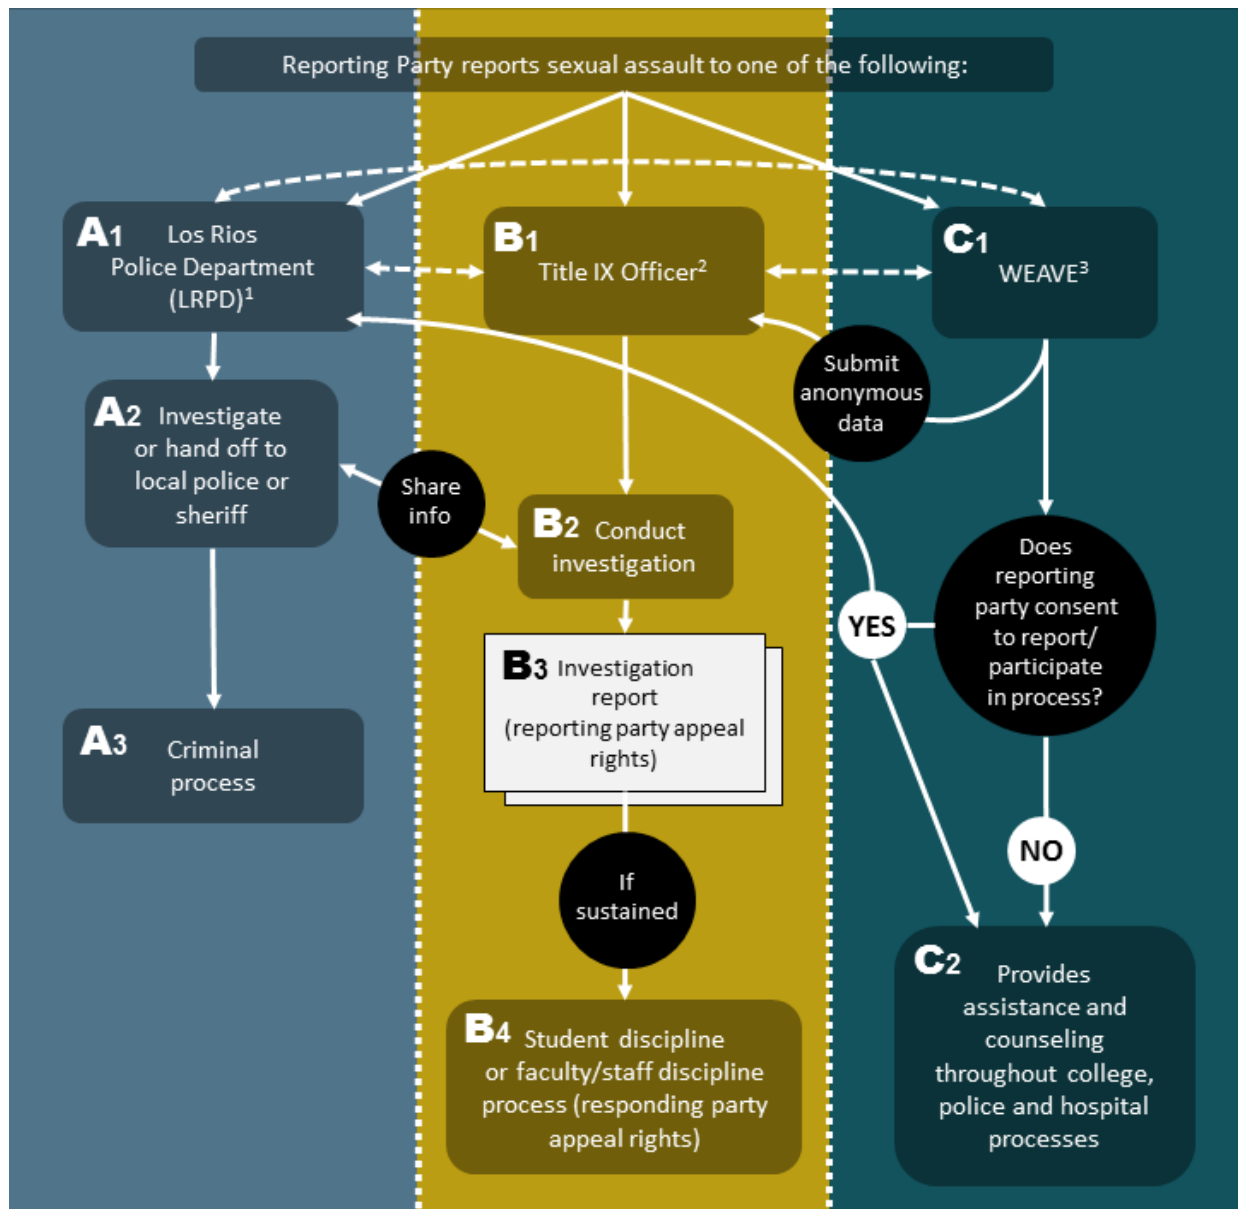 Reporting Party reports sexual assault to one of the following:
A1 Los Rios
Police Department
(LRPD)1
B1
Title IX Officer2
C1
WEAVE3
Submit
anonymous
data
A2 Investigate
or hand off to
local police or
sheriff
Share
info
B2 Conduct
investigation
Does
reporting
party consent
to report/
participate
in process?
YES
B3 Investigation
report
(reporting party appeal
rights)
A3 Criminal
process
NO
If
sustained
B4 Student discipline
or faculty/staff discipline
process (responding party
appeal rights)
C2 Provides
assistance and
counseling
throughout college,
police and hospital
processes